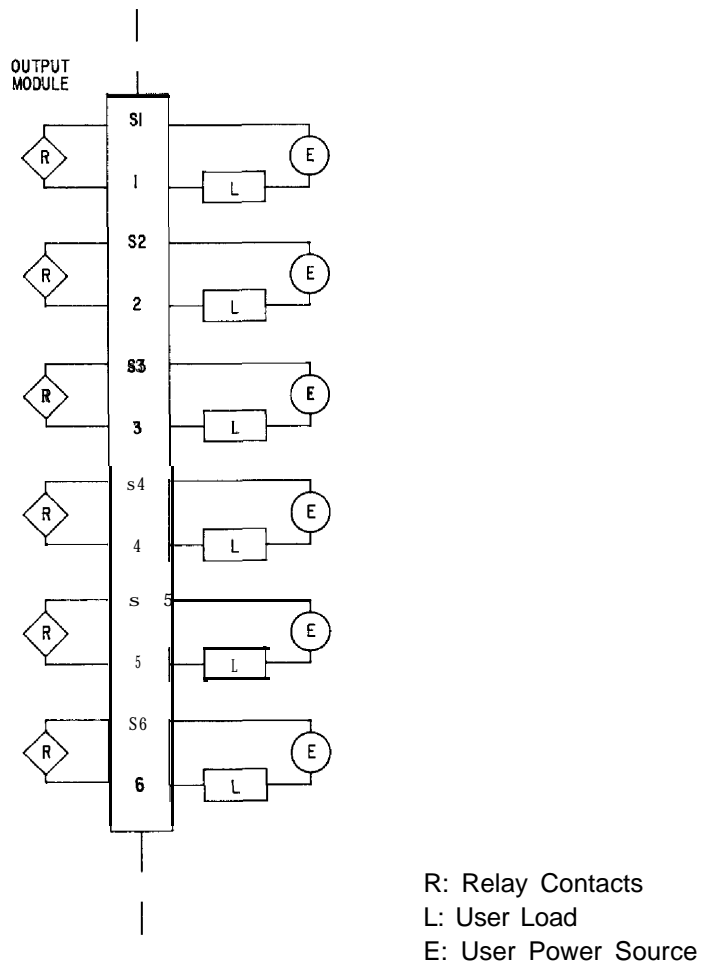 OUTPUT
MODULE
S1
R
E
1
L
S2
R
E
2
L
S3
R
E
3
L
s4
R
E
4
L
s 5
R
E
5
L
S6
R
E
6
L
R: Relay Contacts
L: User Load
E: User Power Source